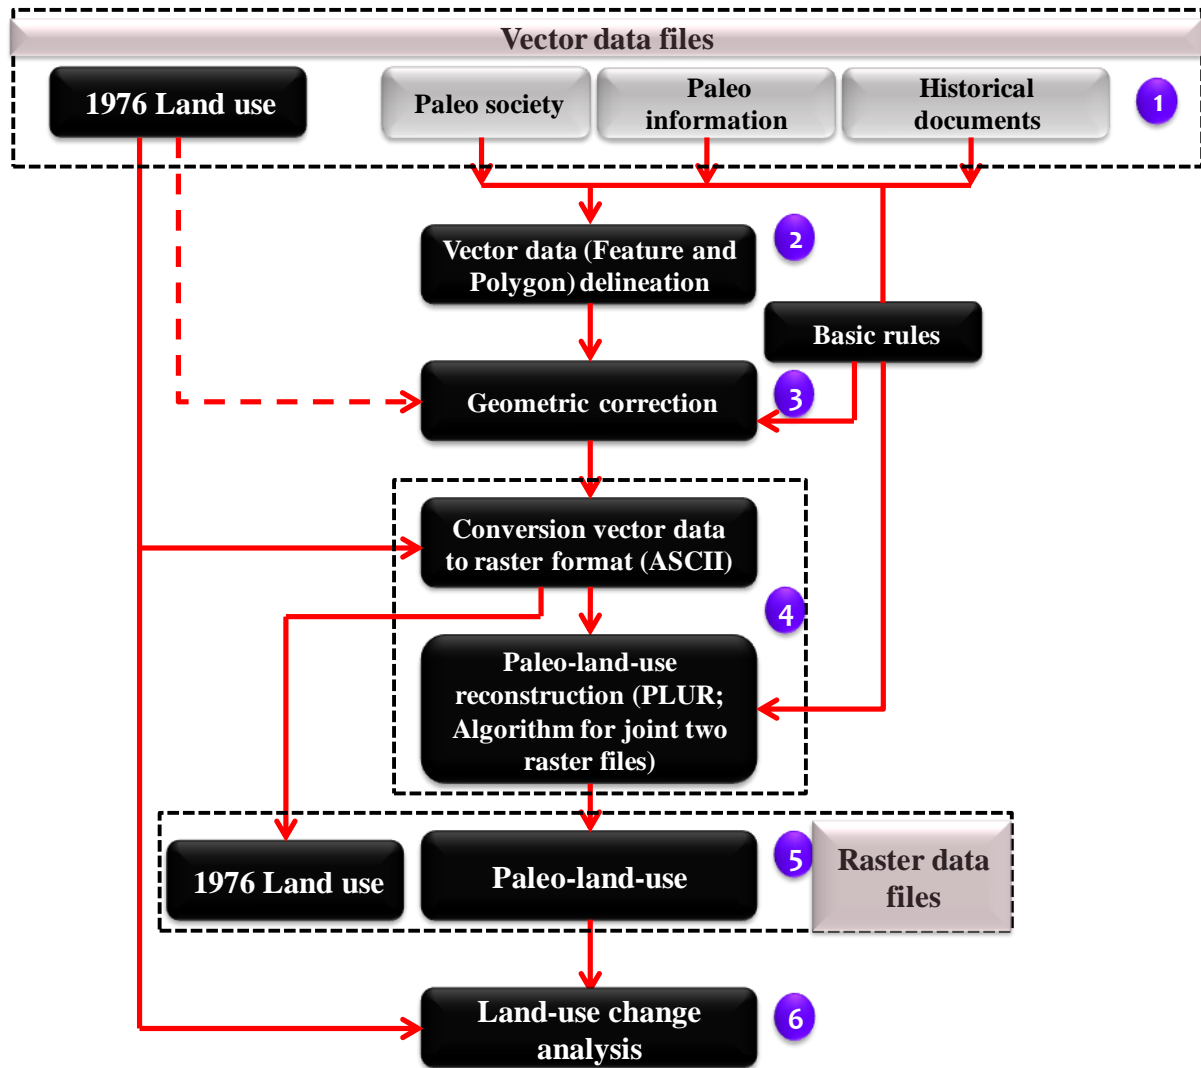 Vector data files
1976 Land use
Paleo society
Paleo
information
Historical
documents
1
Vector data (Feature and
Polygon) delineation
2
Basic rules
Geometric correction
3
Conversion vector data
to raster format (ASCII)
4
Paleo-land-use
reconstruction (PLUR;
Algorithm for joint two
raster files)
1976 Land use
Paleo-land-use
5
Raster data
files
Land-use change
analysis
6